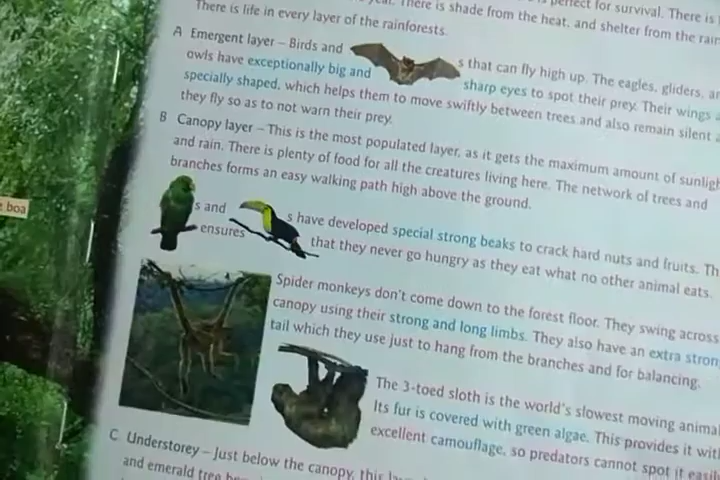 perfect for survival. There is
There is shade from the heat, and shelter from the rain
There is life in every layer of the rainforests.
A Emergent layer – Birds and s that can fly high up. The eagles, gliders, an
owls have exceptionally big and sharp eyes to spot their prey. Their wings a
specially shaped, which helps them to move swiftly between trees and also remain silent a
they fly so as to not warn their prey.
B Canopy layer – This is the most populated layer, as it gets the maximum amount of sunligh
and rain. There is plenty of food for all the creatures living here. The network of trees and
branches forms an easy walking path high above the ground.
boa
s and s have developed special strong beaks to crack hard nuts and fruits. Th
ensures that they never go hungry as they eat what no other animal eats.
Spider monkeys don't come down to the forest floor. They swing across
canopy using their strong and long limbs. They also have an extra stron
tail which they use just to hang from the branches and for balancing.
The 3-toed sloth is the world's slowest moving animal
Its fur is covered with green algae. This provides it wit
excellent camouflage, so predators cannot spot it easil
C Understorey – Just below the canopy, this
and emerald tree